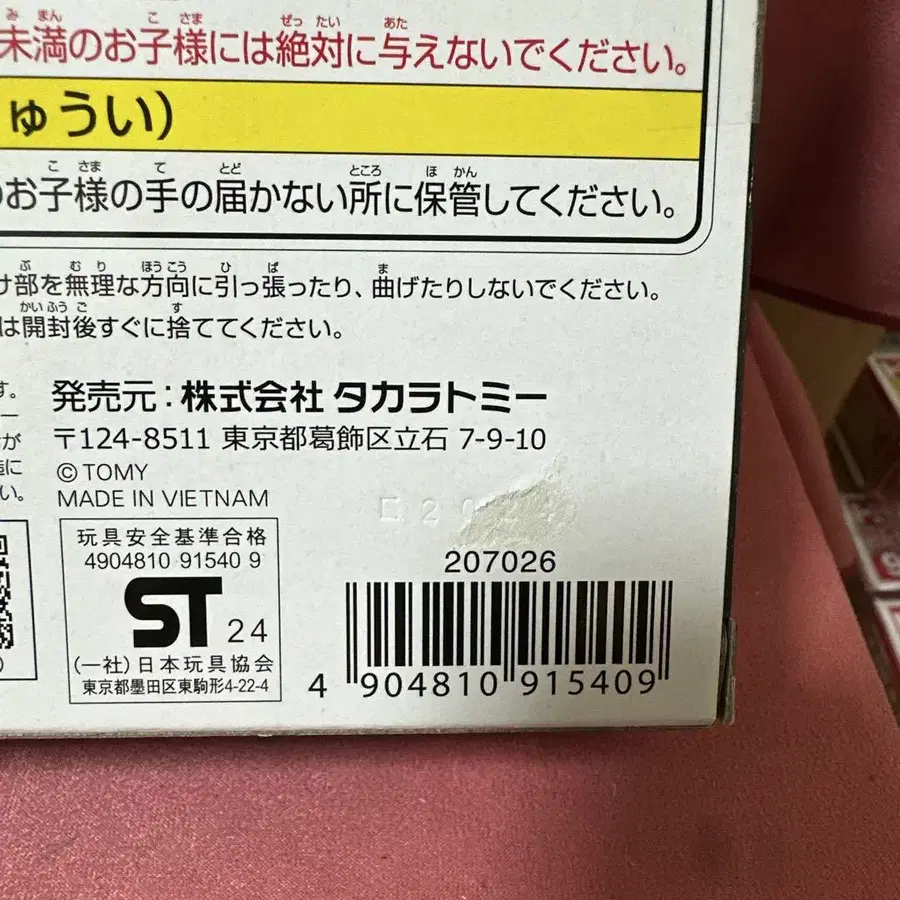 未満のお子様には絶対に与えないでください。
ゅうい)
のお子様の手の届かない所に保管してください。
け部を無理な方向に引っ張ったり、曲げたりしないでください。
は開封後すぐに捨ててください。
す。
ー
が
に
い。
発売元:株式会社 タカラトミー
〒124-8511 東京都葛飾区立石 7-9-10
©TOMY
MADE IN VIETNAM
玩具安全基準合格
4904810 91540 9
ST 24
(一社)日本玩具協会
東京都墨田区東駒形4-22-4
207026
4 904810 915409